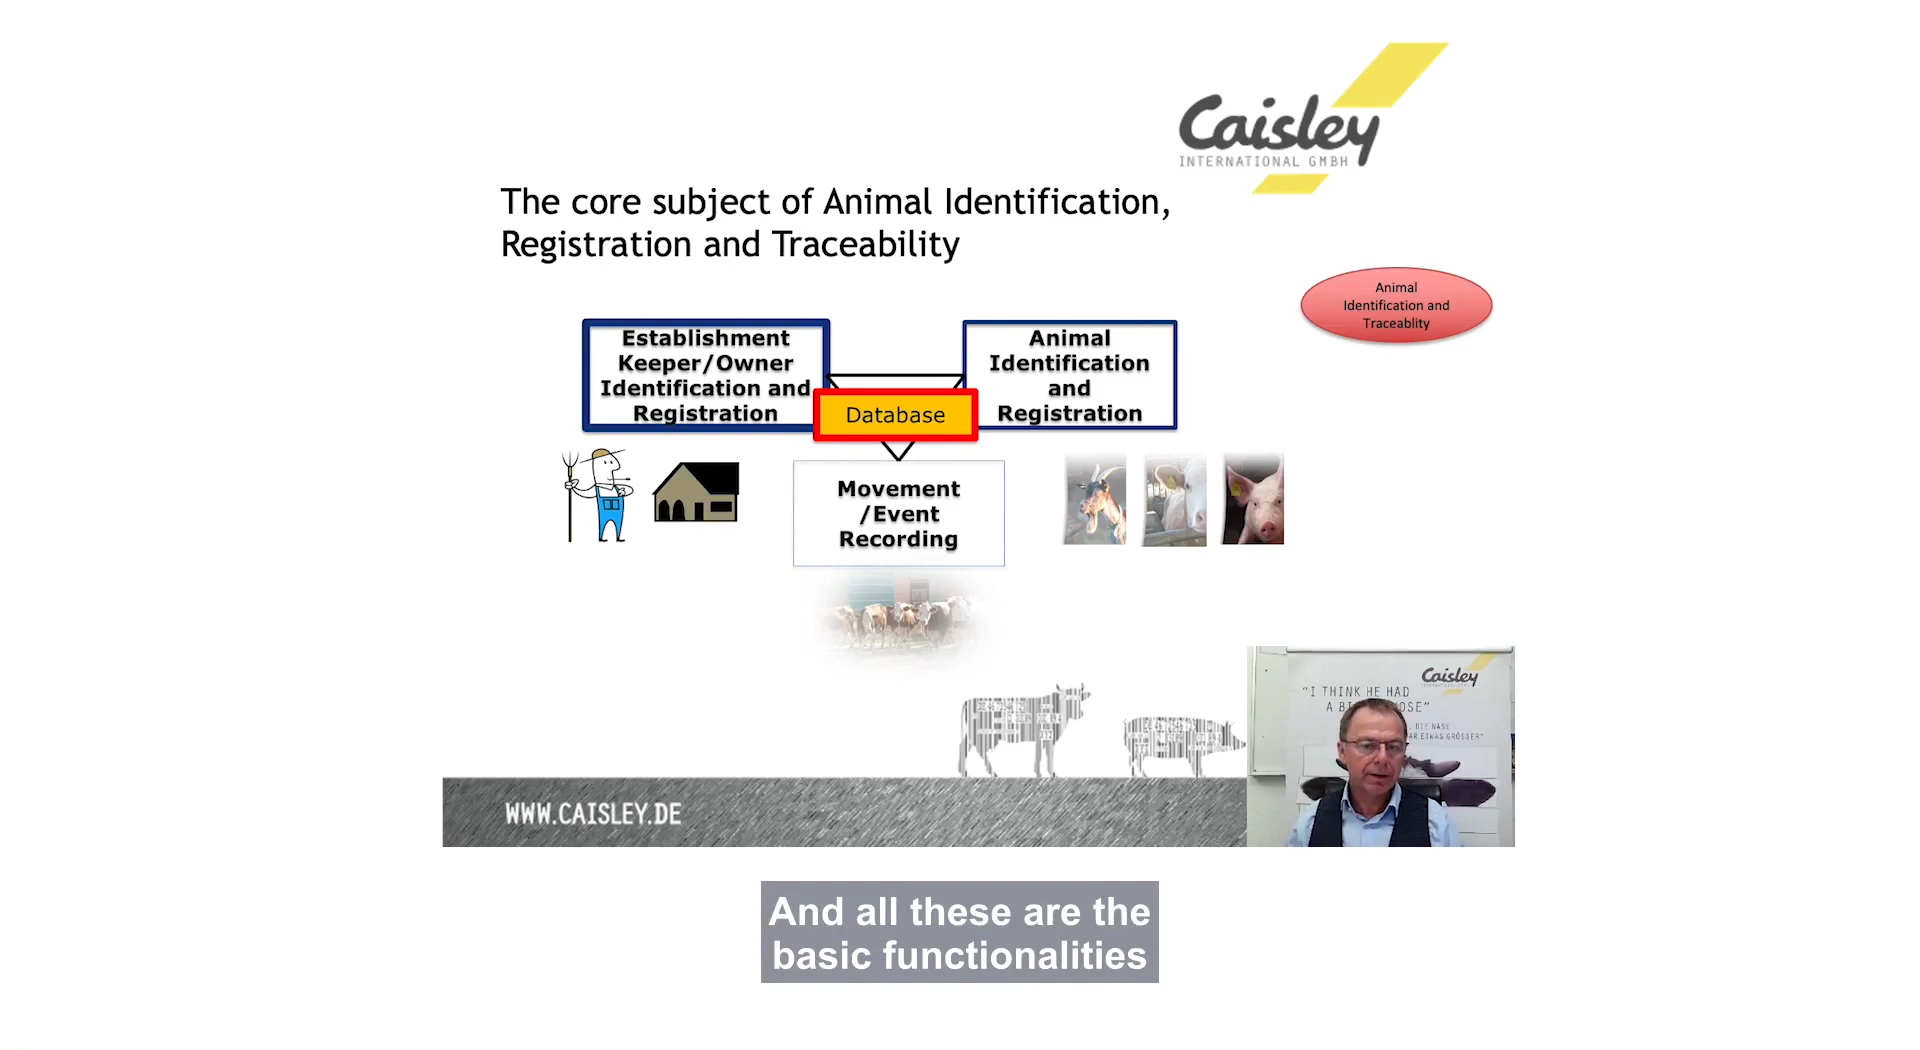 Caisley
INTERNATIONAL GMBH
The core subject of Animal Identification,
Registration and Traceability
Animal
Identification and
Traceablity
Establishment
Keeper/Owner
Identification and
Registration
Animal
Identification
and
Registration
Database
Movement
/Event
Recording
Caisley
"I THINK HE HAD
WWW.CAISLEY.DE
And all these are the
basic functionalities